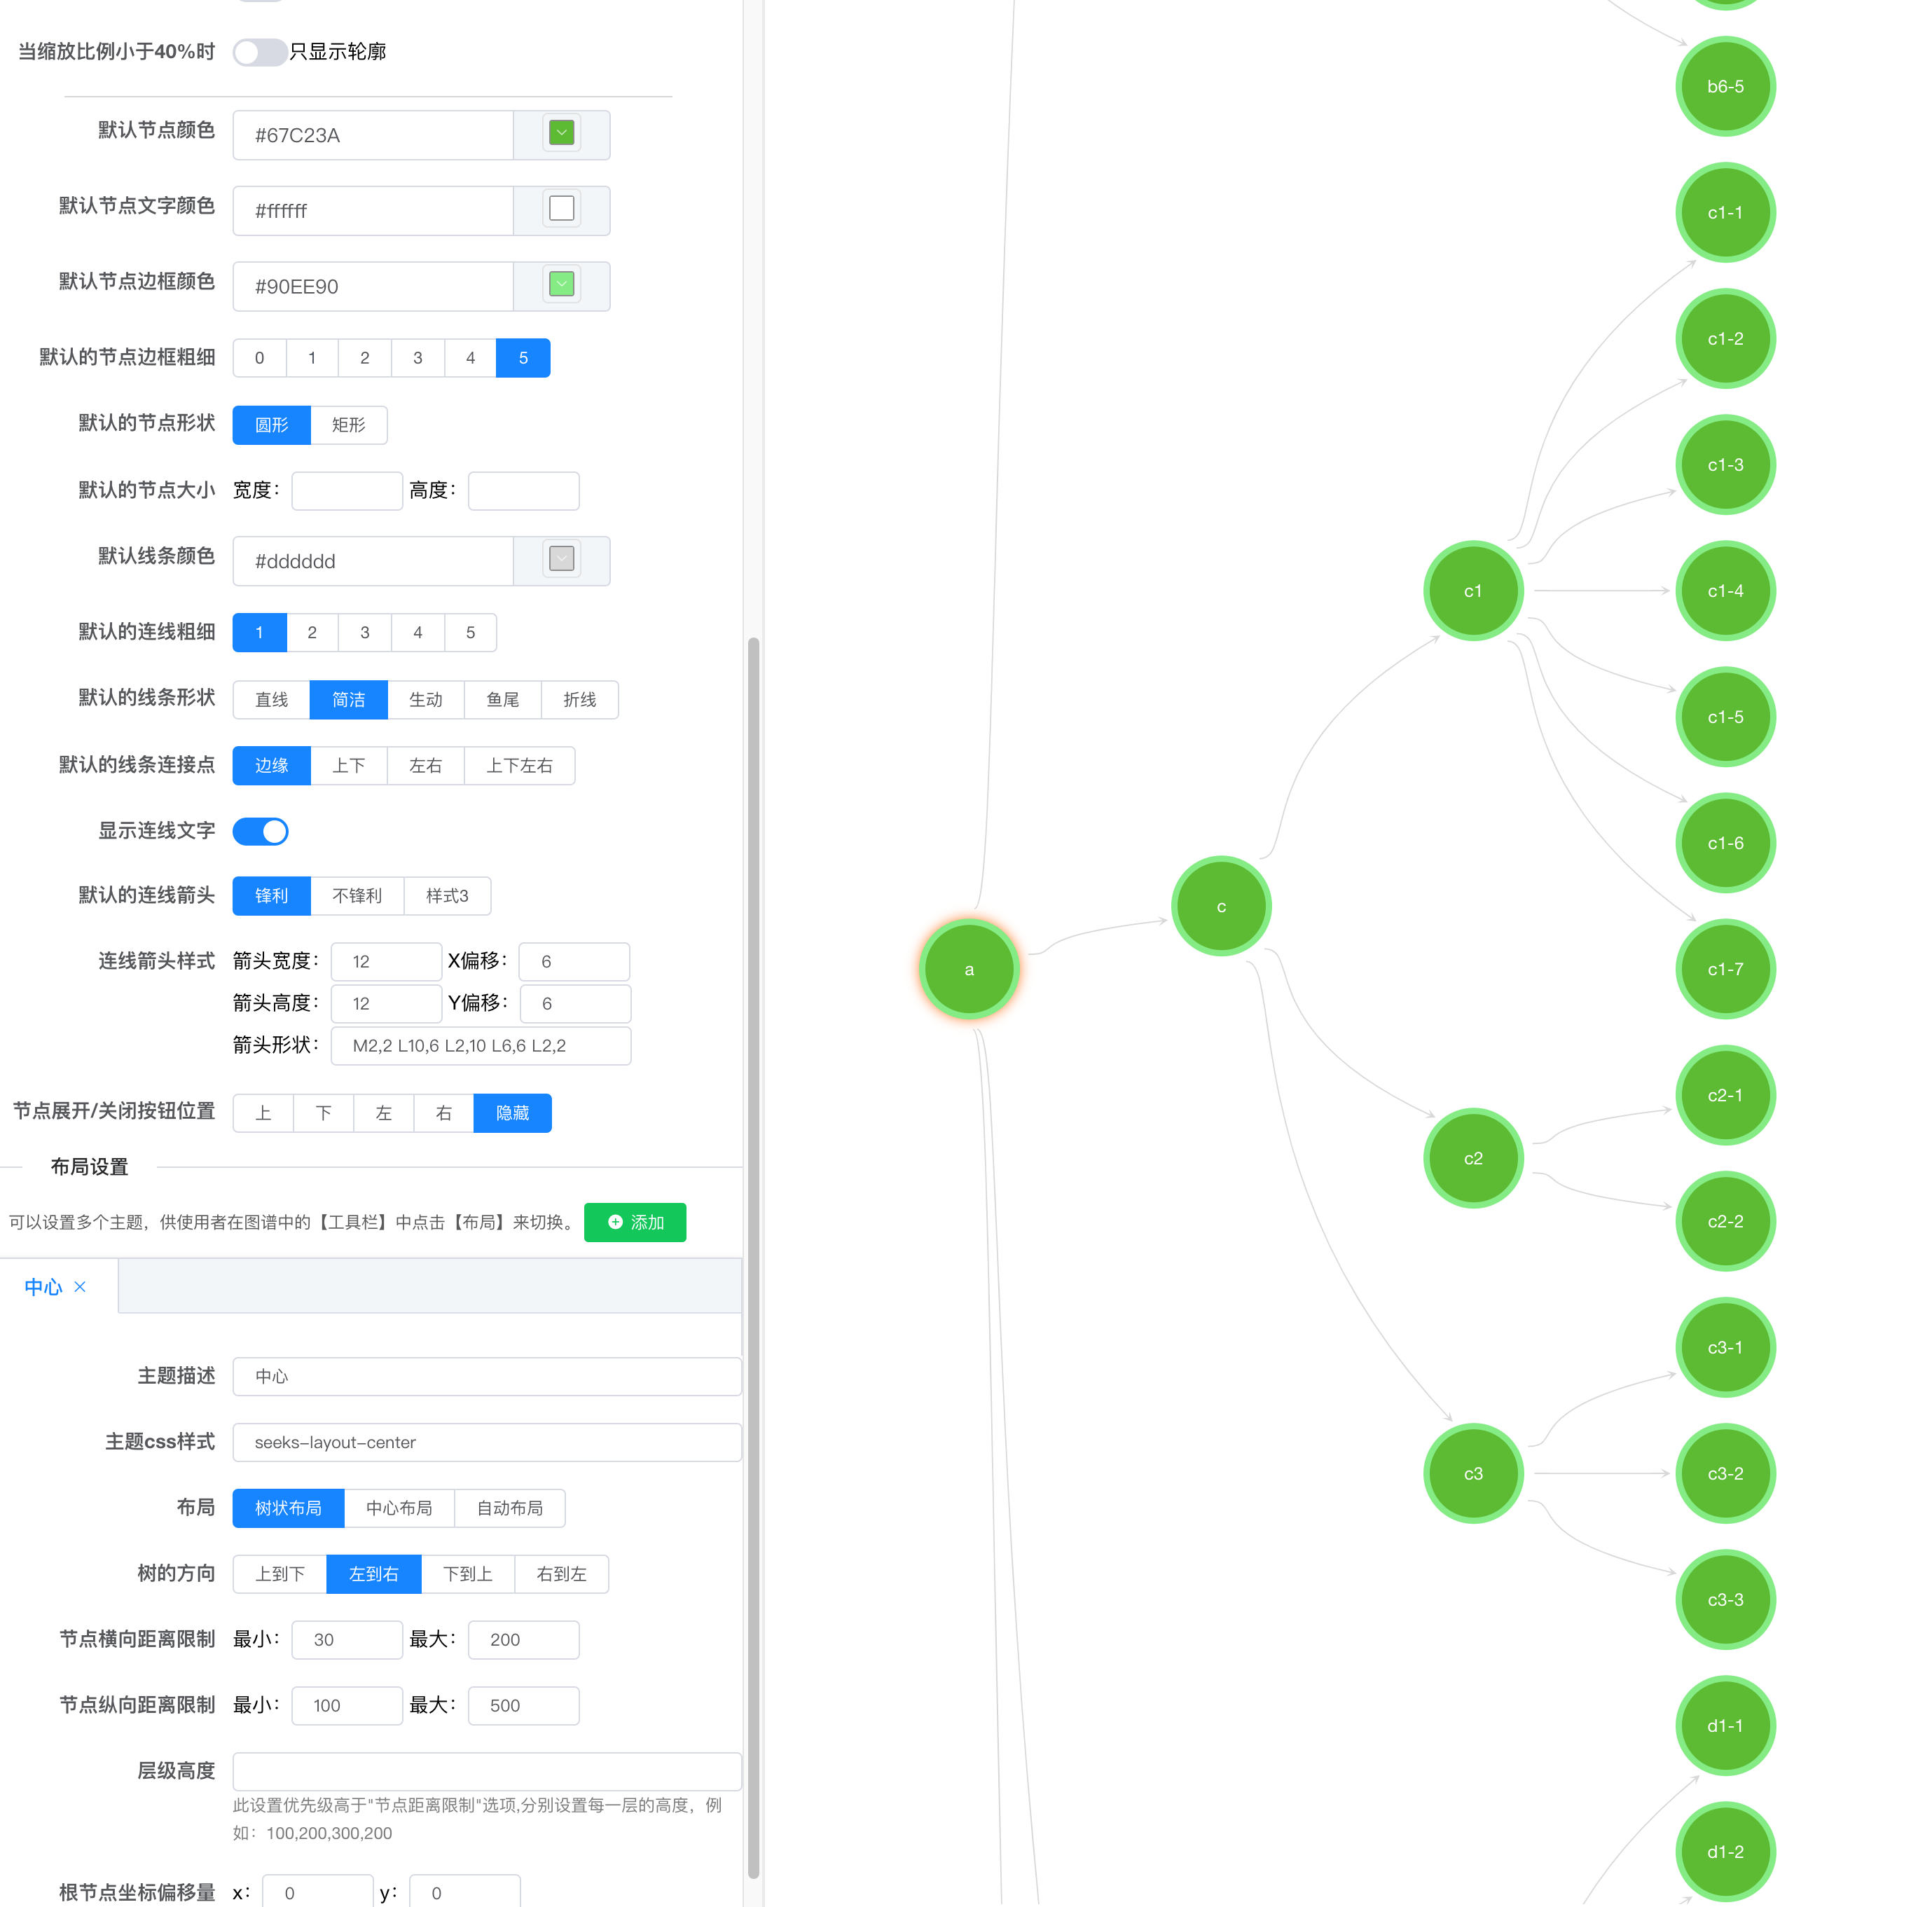 当缩放比例小于40%时 只显示轮廓
默认节点颜色 #67C23A
默认节点文字颜色 #ffffff
默认节点边框颜色 #90EE90
默认的节点边框粗细 0 1 2 3 4 5
默认的节点形状 圆形 矩形
默认的节点大小 宽度： 高度：
默认线条颜色 #dddddd
默认的连线粗细 1 2 3 4 5
默认的线条形状 直线 简洁 生动 鱼尾 折线
默认的线条连接点 边缘 上下 左右 上下左右
显示连线文字
默认的连线箭头 锋利 不锋利 样式3
连线箭头样式 箭头宽度： 12 X偏移： 6
箭头高度： 12 Y偏移： 6
箭头形状： M2,2 L10,6 L2,10 L6,6 L2,2
节点展开/关闭按钮位置 上 下 左 右 隐藏
布局设置
可以设置多个主题，供使用者在图谱中的【工具栏】中点击【布局】来切换。 添加
中心
主题描述 中心
主题css样式 seeks-layout-center
布局 树状布局 中心布局 自动布局
树的方向 上到下 左到右 下到上 右到左
节点横向距离限制 最小： 30 最大： 200
节点纵向距离限制 最小： 100 最大： 500
层级高度
此设置优先级高于"节点距离限制"选项,分别设置每一层的高度，例
如：100,200,300,200
根节点坐标偏移量 x： 0 y： 0
a
c
c1
c2
c3
b6-5
c1-1
c1-2
c1-3
c1-4
c1-5
c1-6
c1-7
c2-1
c2-2
c3-1
c3-2
c3-3
d1-1
d1-2